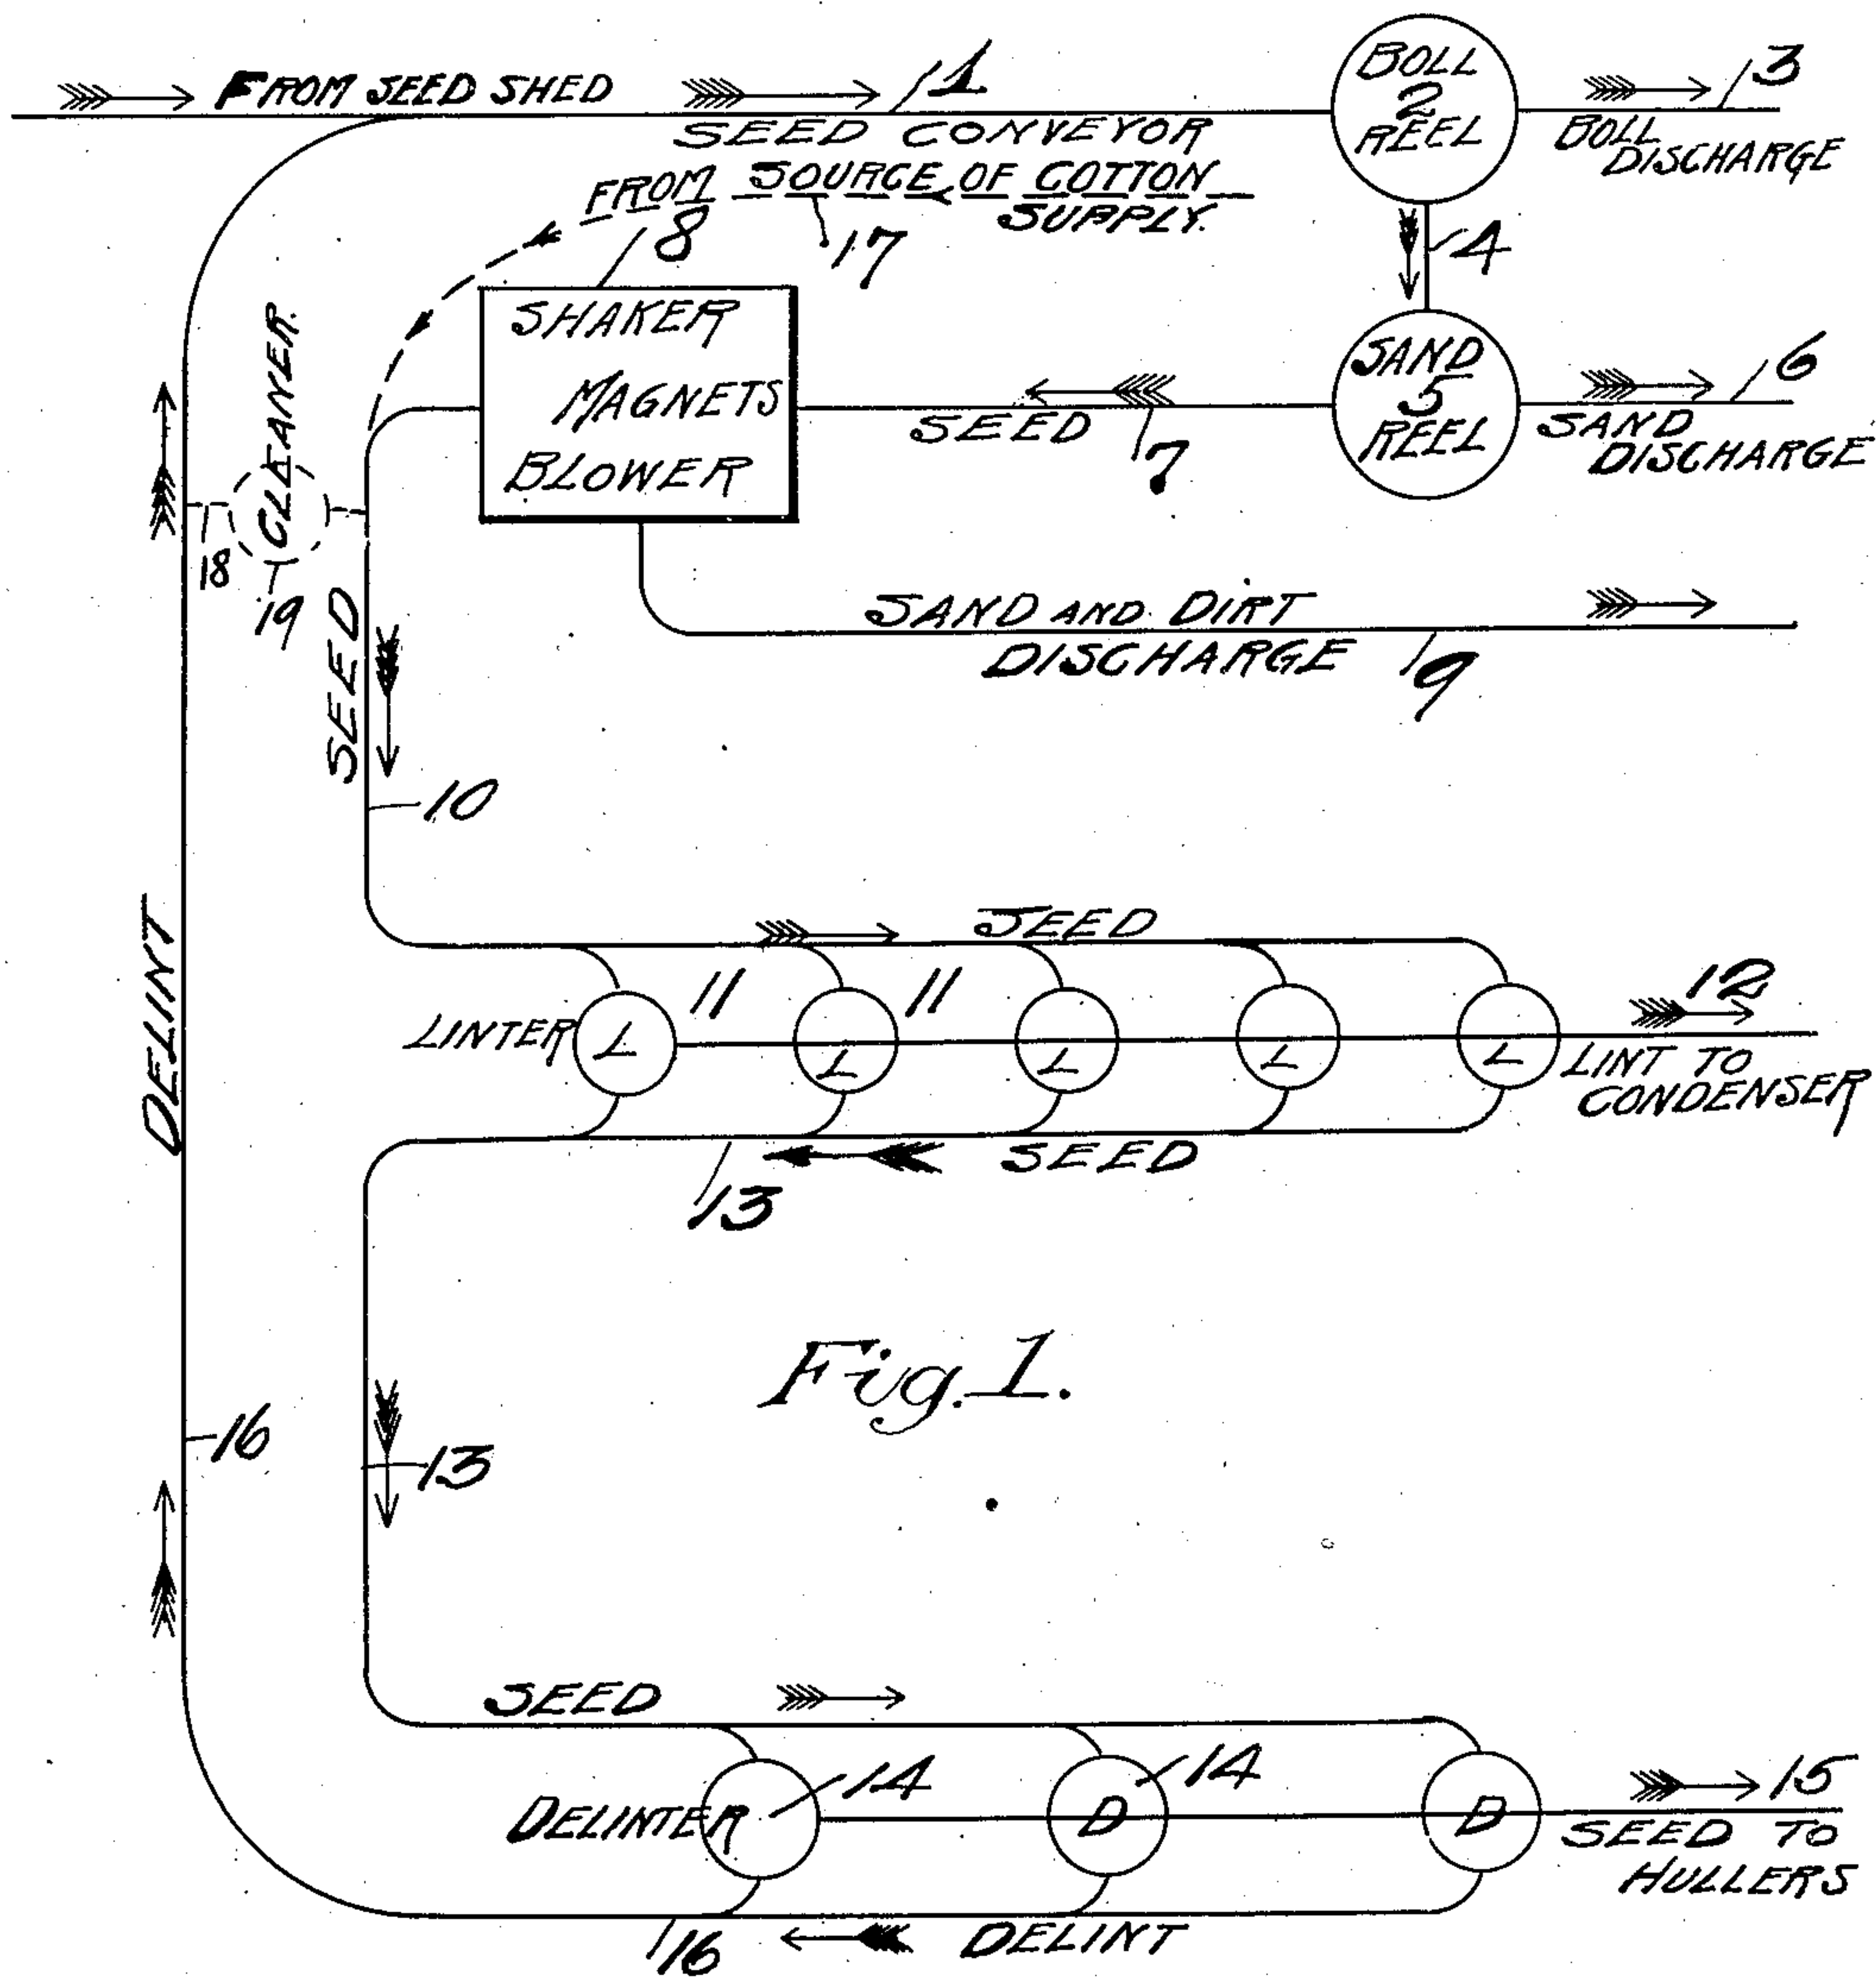 FROM SEED SHED
1
SEED CONVEYOR
BOLL
2
REEL
3
BOLL
DISCHARGE
FROM SOURCE OF COTTON
SUPPLY.
17
8
4
SHAKER
MAGNETS
BLOWER
SEED
7
SAND
5
REEL
6
SAND
DISCHARGE
CLEANER.
18
19
SEED
SAND AND DIRT
DISCHARGE
9
10
DELINT
SEED
11
11
12
LINTER
L
L
L
L
L
LINT TO
CONDENSER
13
SEED
Fig. 1.
16
13
SEED
DELINTER
14
D
14
D
15
SEED TO
HULLERS
16
DELINT